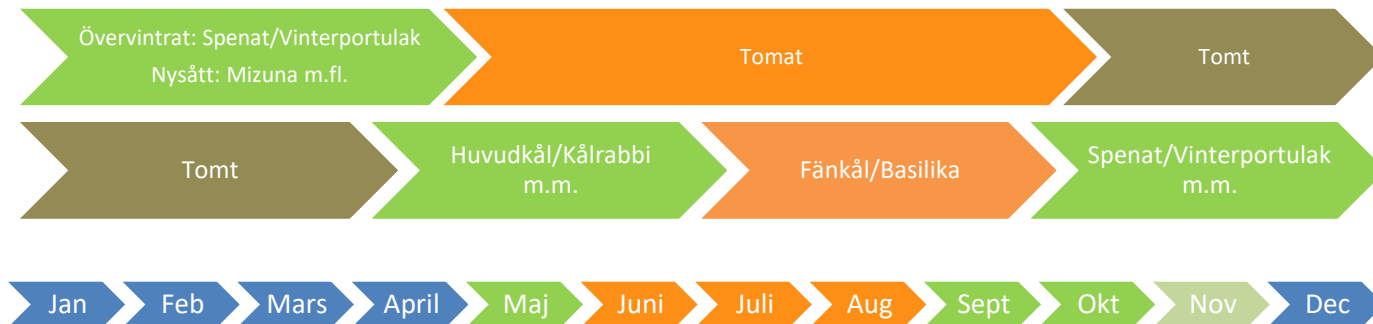 Övervintrat: Spenat/Vinterportulak
Nysått: Mizuna m.fl.
Tomat
Tomt
Tomt
Huvudkål/Kålrabbi
m.m.
Fänkål/Basilika
Spenat/Vinterportulak
m.m.
Jan
Feb
Mars
April
Maj
Juni
Juli
Aug
Sept
Okt
Nov
Dec